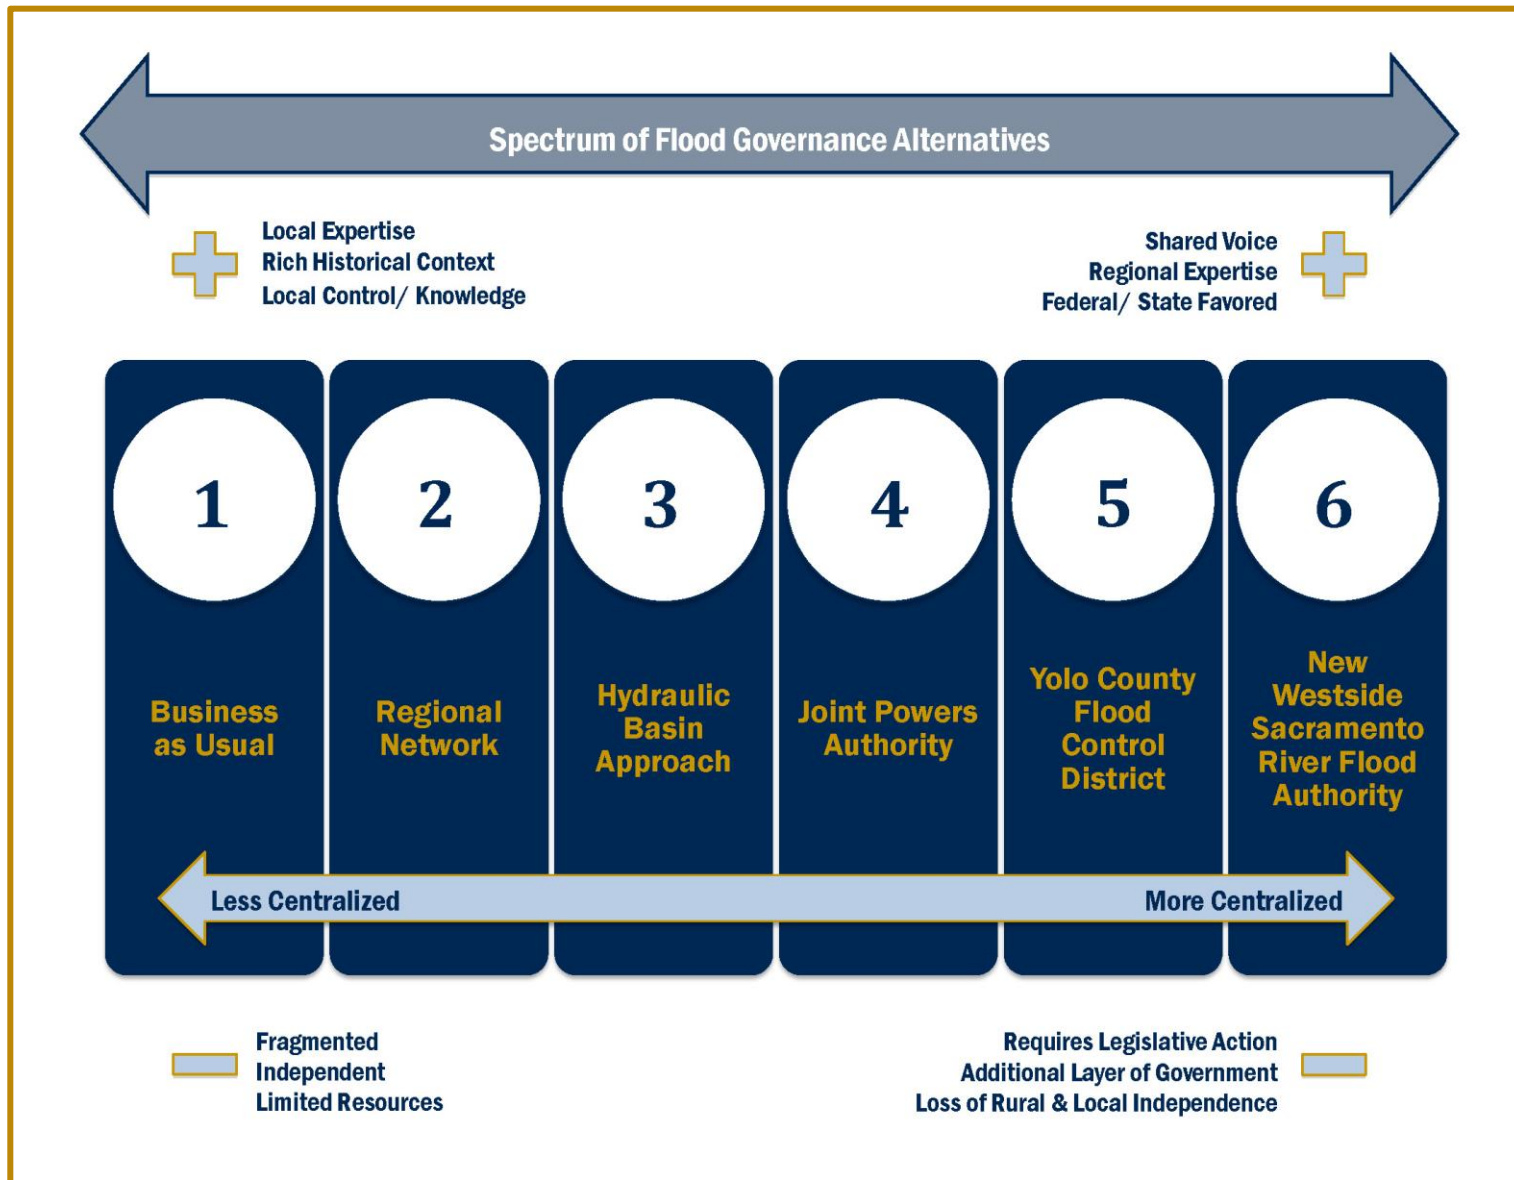 Spectrum of Flood Governance Alternatives
Local Expertise
Rich Historical Context
Local Control/ Knowledge
Shared Voice
Regional Expertise
Federal/ State Favored
1
Business
as Usual
2
Regional
Network
3
Hydraulic
Basin
Approach
4
Joint Powers
Authority
5
Yolo County
Flood
Control
District
6
New
Westside
Sacramento
River Flood
Authority
Less Centralized
More Centralized
Fragmented
Independent
Limited Resources
Requires Legislative Action
Additional Layer of Government
Loss of Rural & Local Independence